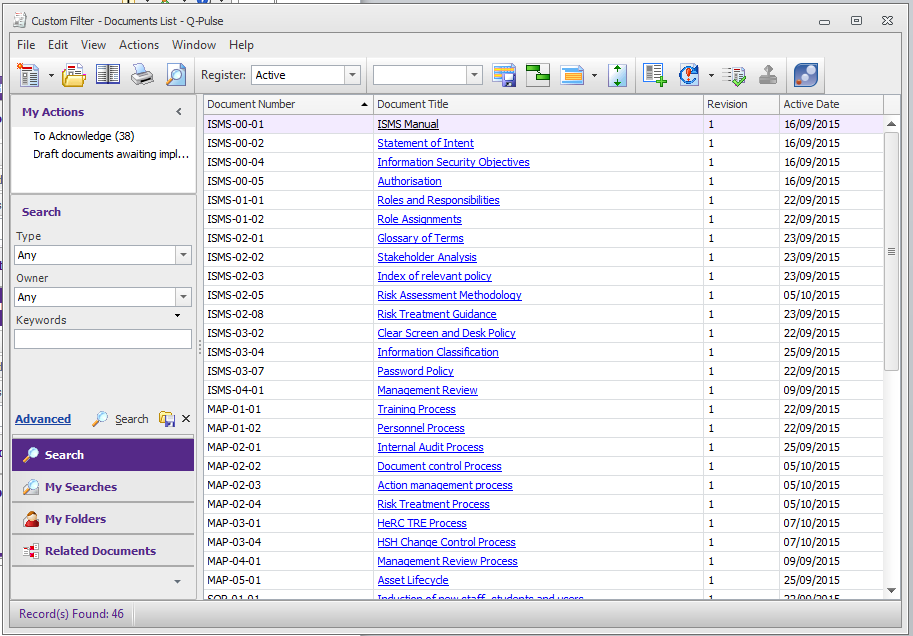 Custom Filter - Documents List - Q-Pulse
File Edit View Actions Window Help
Register: Active
My Actions
To Acknowledge (38)
Draft documents awaiting impl...
Search
Type
Any
Owner
Any
Keywords
Advanced Search
Search
My Searches
My Folders
Related Documents
Document Number Document Title Revision Active Date
ISMS-00-01 ISMS Manual 1 16/09/2015
ISMS-00-02 Statement of Intent 1 16/09/2015
ISMS-00-04 Information Security Objectives 1 16/09/2015
ISMS-00-05 Authorisation 1 16/09/2015
ISMS-01-01 Roles and Responsibilities 1 22/09/2015
ISMS-01-02 Role Assignments 1 22/09/2015
ISMS-02-01 Glossary of Terms 1 23/09/2015
ISMS-02-02 Stakeholder Analysis 1 23/09/2015
ISMS-02-03 Index of relevant policy 1 23/09/2015
ISMS-02-05 Risk Assessment Methodology 1 05/10/2015
ISMS-02-08 Risk Treatment Guidance 1 23/09/2015
ISMS-03-02 Clear Screen and Desk Policy 1 22/09/2015
ISMS-03-04 Information Classification 1 25/09/2015
ISMS-03-07 Password Policy 1 22/09/2015
ISMS-04-01 Management Review 1 09/09/2015
MAP-01-01 Training Process 1 22/09/2015
MAP-01-02 Personnel Process 1 22/09/2015
MAP-02-01 Internal Audit Process 1 25/09/2015
MAP-02-02 Document control Process 1 05/10/2015
MAP-02-03 Action management process 1 05/10/2015
MAP-02-04 Risk Treatment Process 1 05/10/2015
MAP-03-01 HeRC TRE Process 1 07/10/2015
MAP-03-04 HSH Change Control Process 1 07/10/2015
MAP-04-01 Management Review Process 1 09/09/2015
MAP-05-01 Asset Lifecycle 1 25/09/2015
SOP-01-01 Induction of new staff, students and users 1 22/09/2015
Record(s) Found: 46